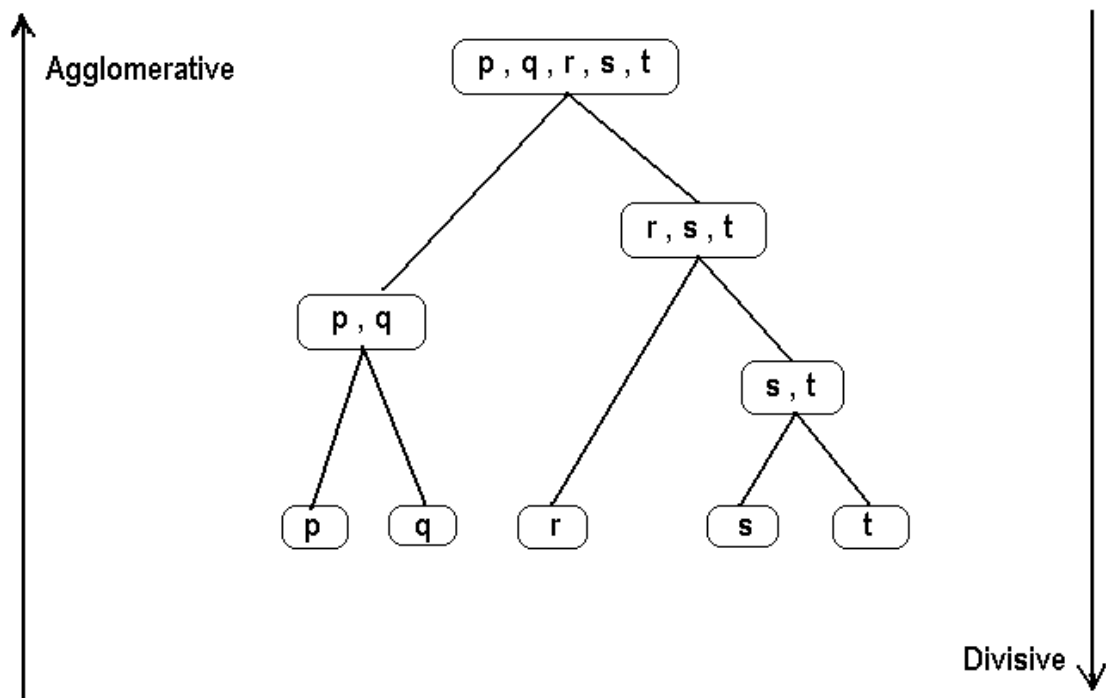 Agglomerative
p , q , r , s , t
r , s , t
p , q
s , t
p
q
r
s
t
Divisive